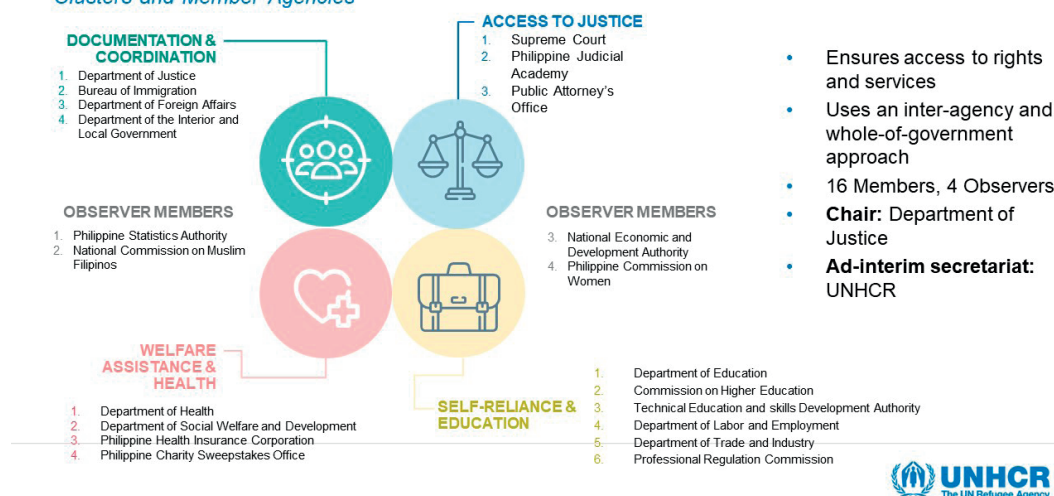 Clusters and Member Agencies
DOCUMENTATION &
COORDINATION
1. Department of Justice
2. Bureau of Immigration
3. Department of Foreign Affairs
4. Department of the Interior and
Local Government
ACCESS TO JUSTICE
1. Supreme Court
2. Philippine Judicial
Academy
3. Public Attorney's
Office
OBSERVER MEMBERS
1. Philippine Statistics Authority
2. National Commission on Muslim
Filipinos
OBSERVER MEMBERS
3. National Economic and
Development Authority
4. Philippine Commission on
Women
WELFARE
ASSISTANCE &
HEALTH
1. Department of Health
2. Department of Social Welfare and Development
3. Philippine Health Insurance Corporation
4. Philippine Charity Sweepstakes Office
SELF-RELIANCE &
EDUCATION
1. Department of Education
2. Commission on Higher Education
3. Technical Education and skills Development Authority
4. Department of Labor and Employment
5. Department of Trade and Industry
6. Professional Regulation Commission
• Ensures access to rights
and services
• Uses an inter-agency and
whole-of-government
approach
• 16 Members, 4 Observers
• Chair: Department of
Justice
• Ad-interim secretariat:
UNHCR
UNHCR
The UN Refugee Agency